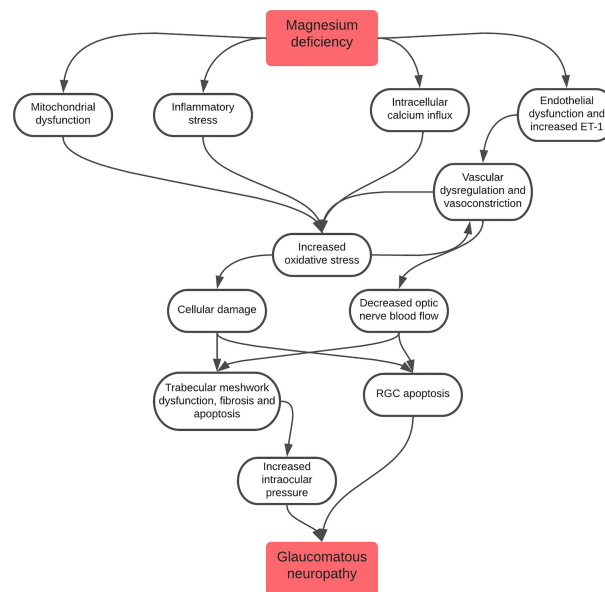 Magnesium
deficiency
Mitochondrial
dysfunction
Inflammatory
stress
Intracellular
calcium influx
Endothelial
dysfunction and
increased ET-1
Vascular
dysregulation and
vasoconstriction
Increased
oxidative stress
Cellular damage
Decreased optic
nerve blood flow
Trabecular meshwork
dysfunction, fibrosis and
apoptosis
RGC apoptosis
Increased
intraocular
pressure
Glaucomatous
neuropathy